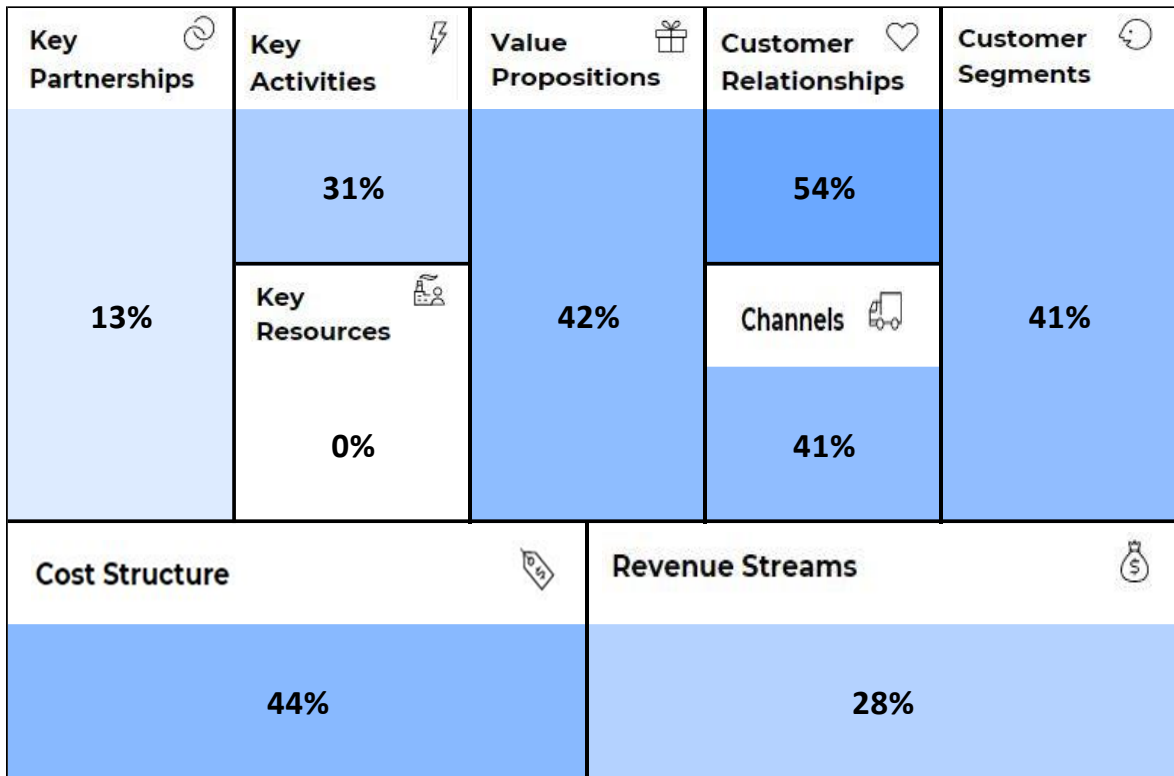 Key
Partnerships
13%
Key
Activities
31%
Key
Resources
0%
Value
Propositions
42%
Customer
Relationships
54%
Channels
41%
Customer
Segments
41%
Cost Structure
44%
Revenue Streams
28%